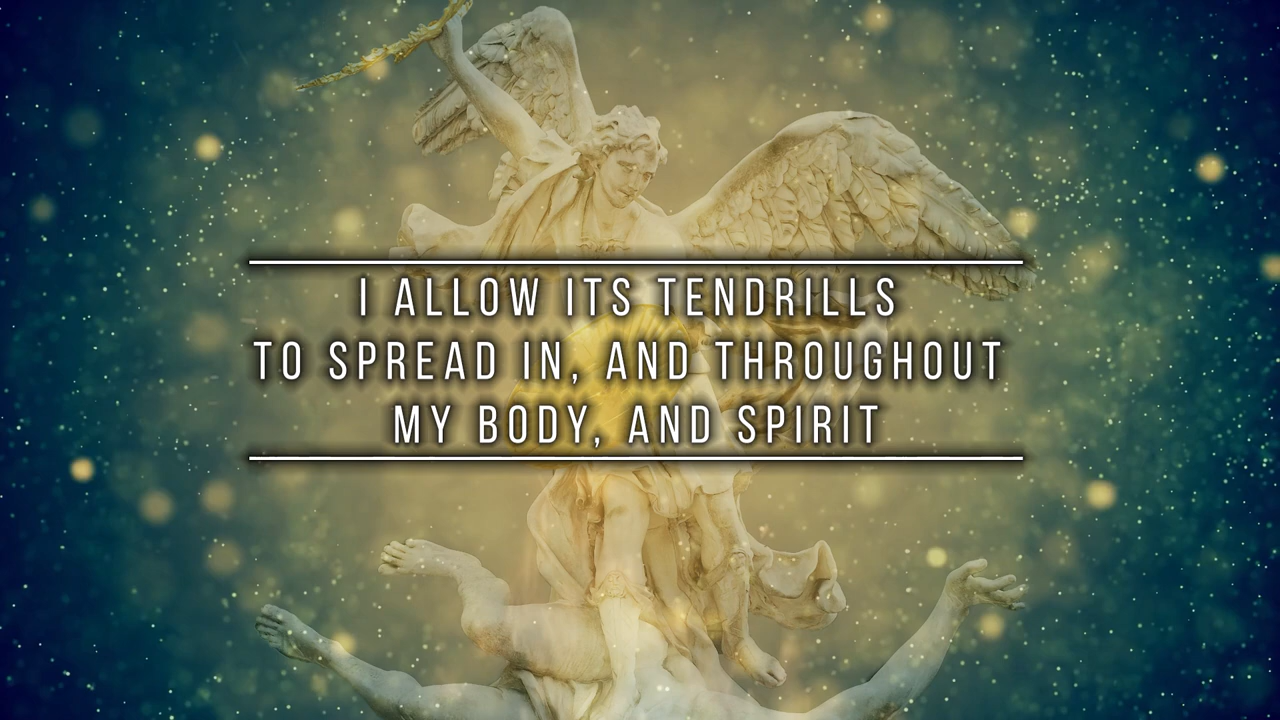 I ALLOW ITS TENDRILLS
TO SPREAD IN, AND THROUGHOUT
MY BODY, AND SPIRIT